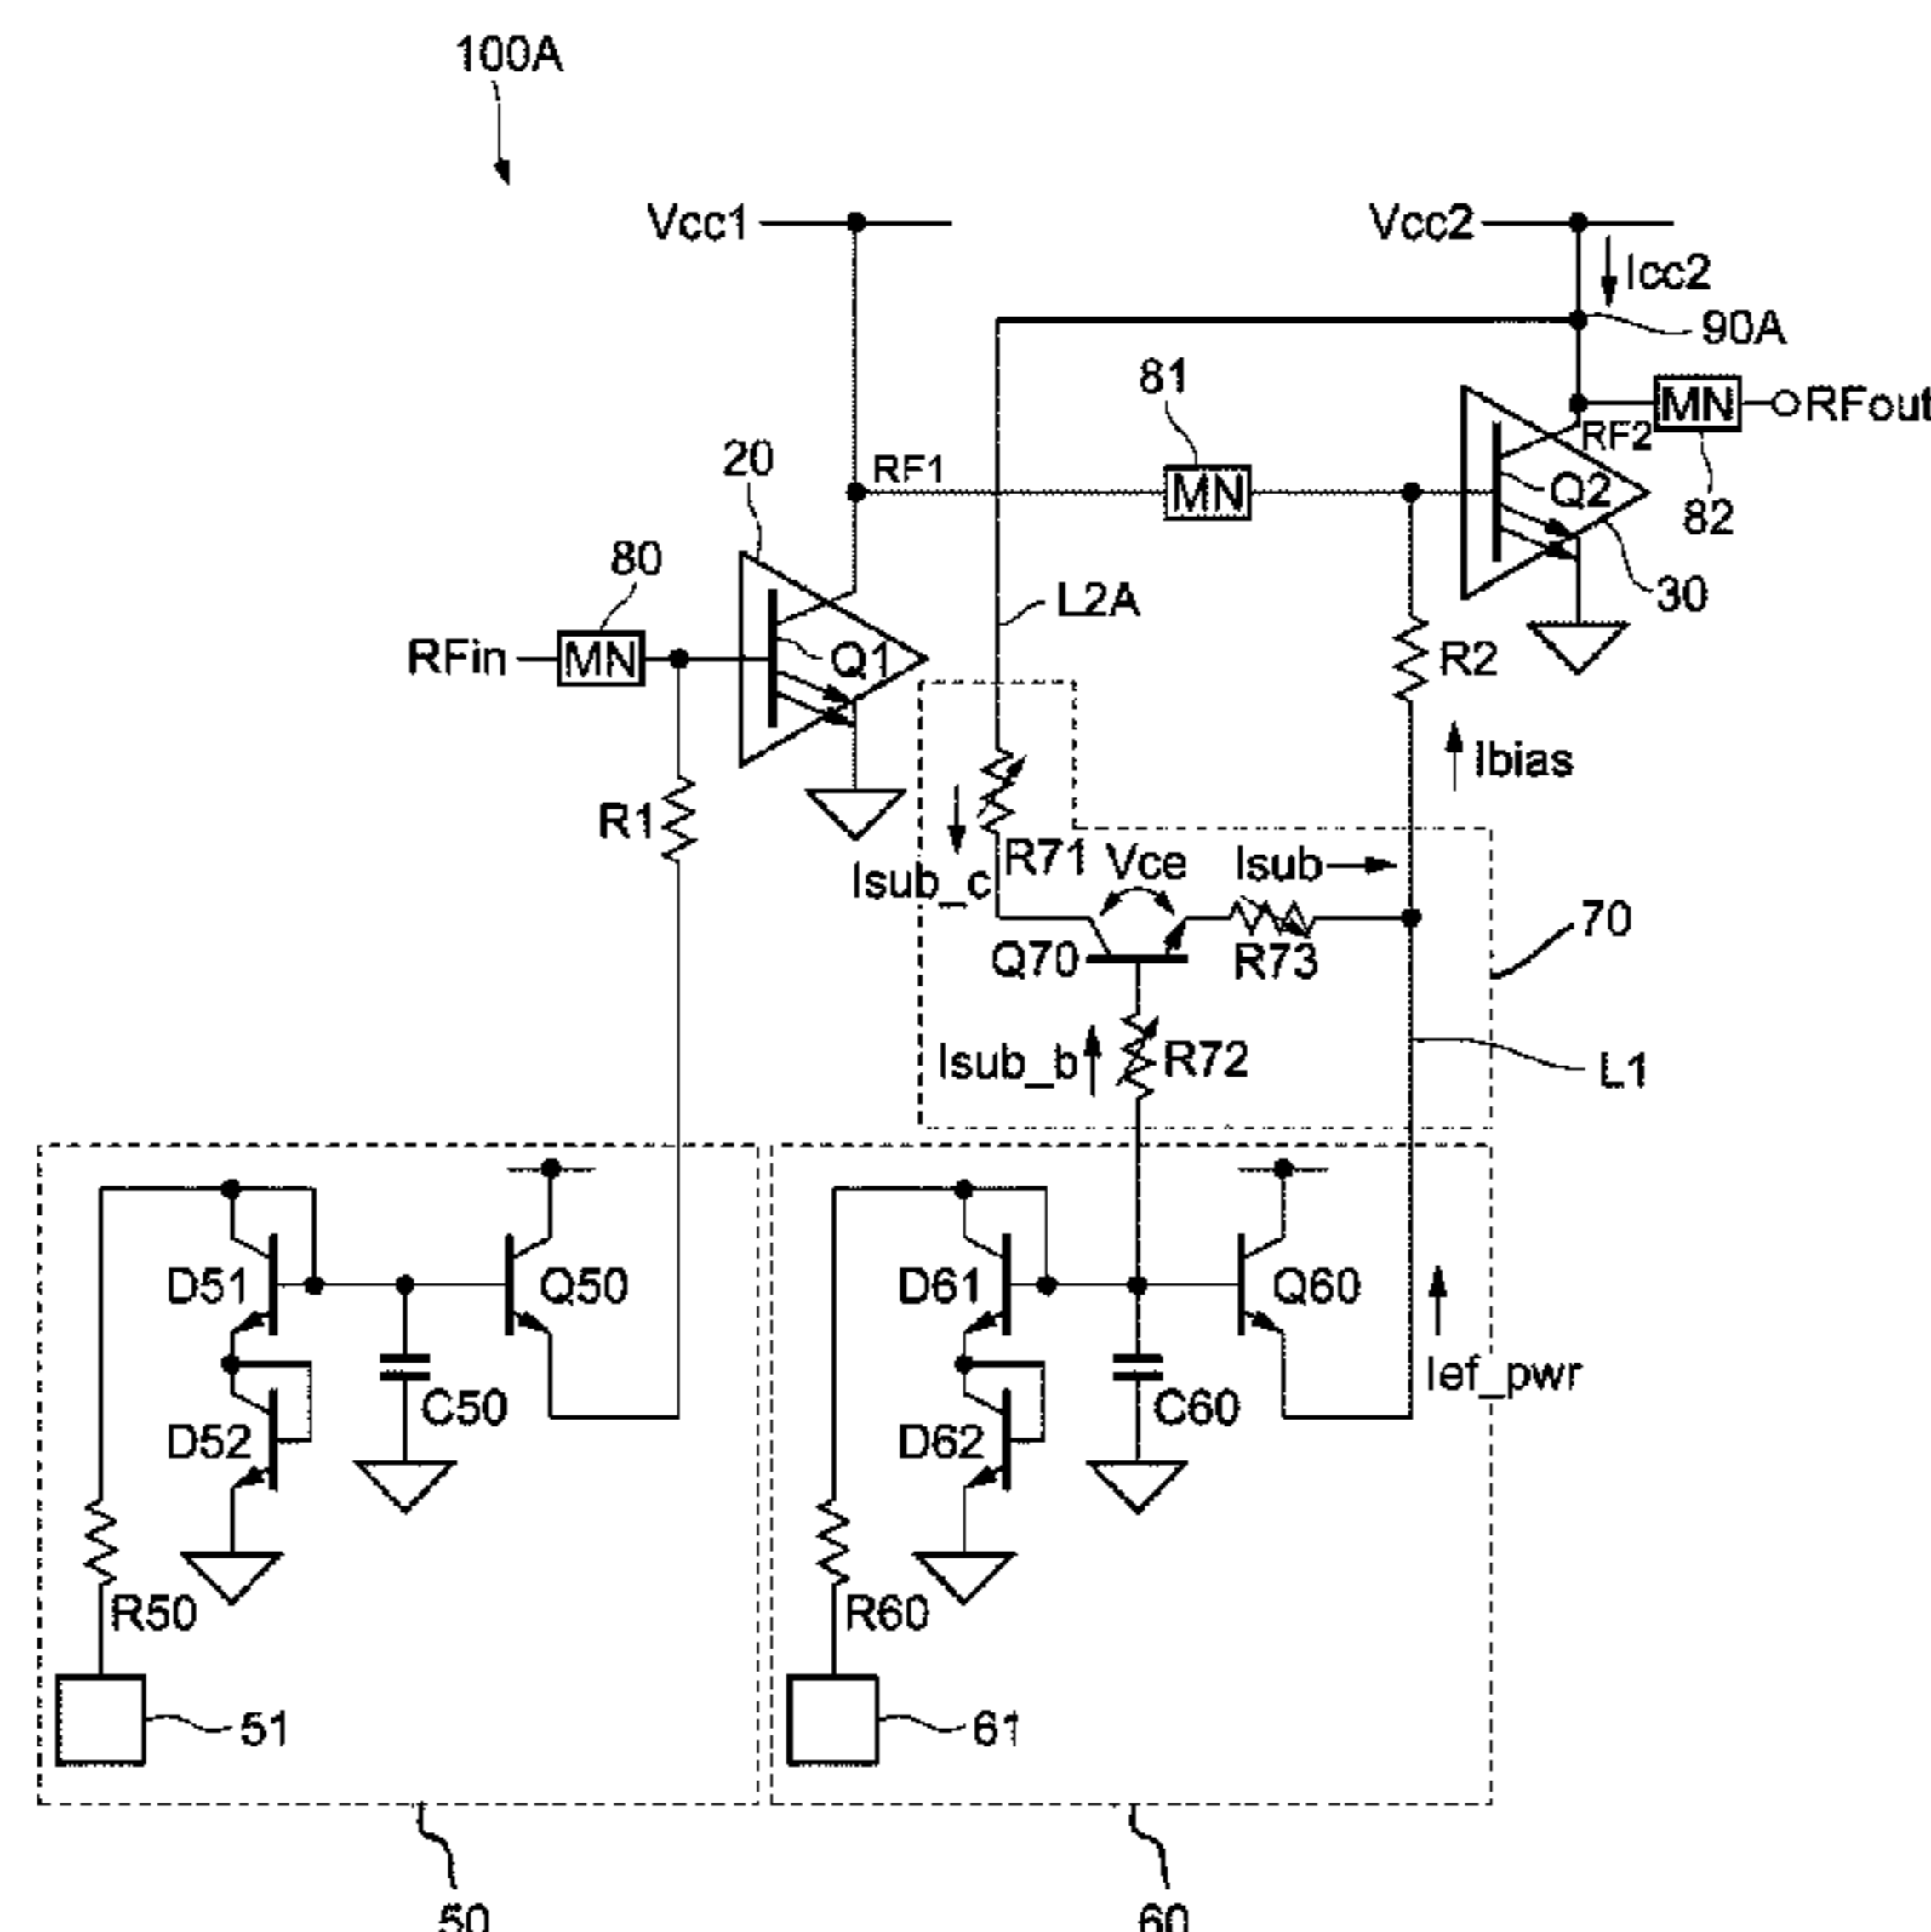 100A
Vcc1
Vcc2
Icc2
90A
81
MN
RFout
RF2
20
RF1
MN
Q2
82
80
L2A
30
RFin
MN
Q1
R2
Ibias
R1
R71
Vce
Isub
Isub_c
70
Q70
R73
Isub_b
R72
L1
D51
Q50
D61
Q60
Ief_pwr
D52
C50
D62
C60
R50
R60
51
61
50
60